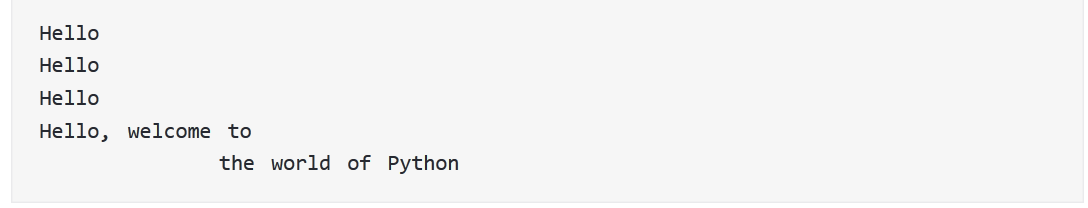 Hello
Hello
Hello
Hello, welcome to
           the world of Python